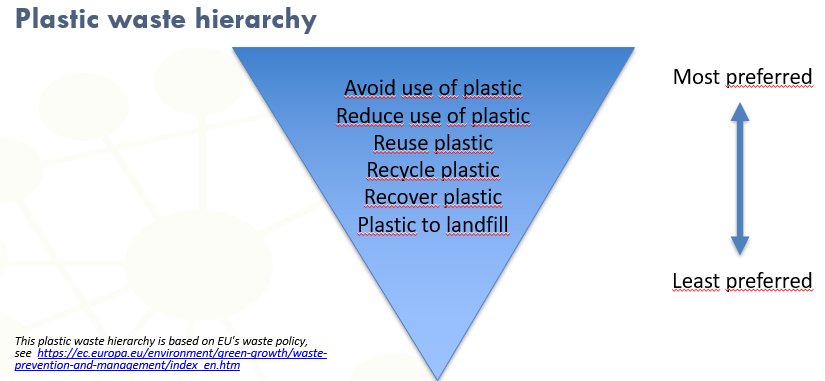 Plastic waste hierarchy
Avoid use of plastic
Reduce use of plastic
Reuse plastic
Recycle plastic
Recover plastic
Plastic to landfill
Most preferred
Least preferred
This plastic waste hierarchy is based on EU's waste policy,
see https://ec.europa.eu/environment/green-growth/waste-
prevention-and-management/index_en.htm